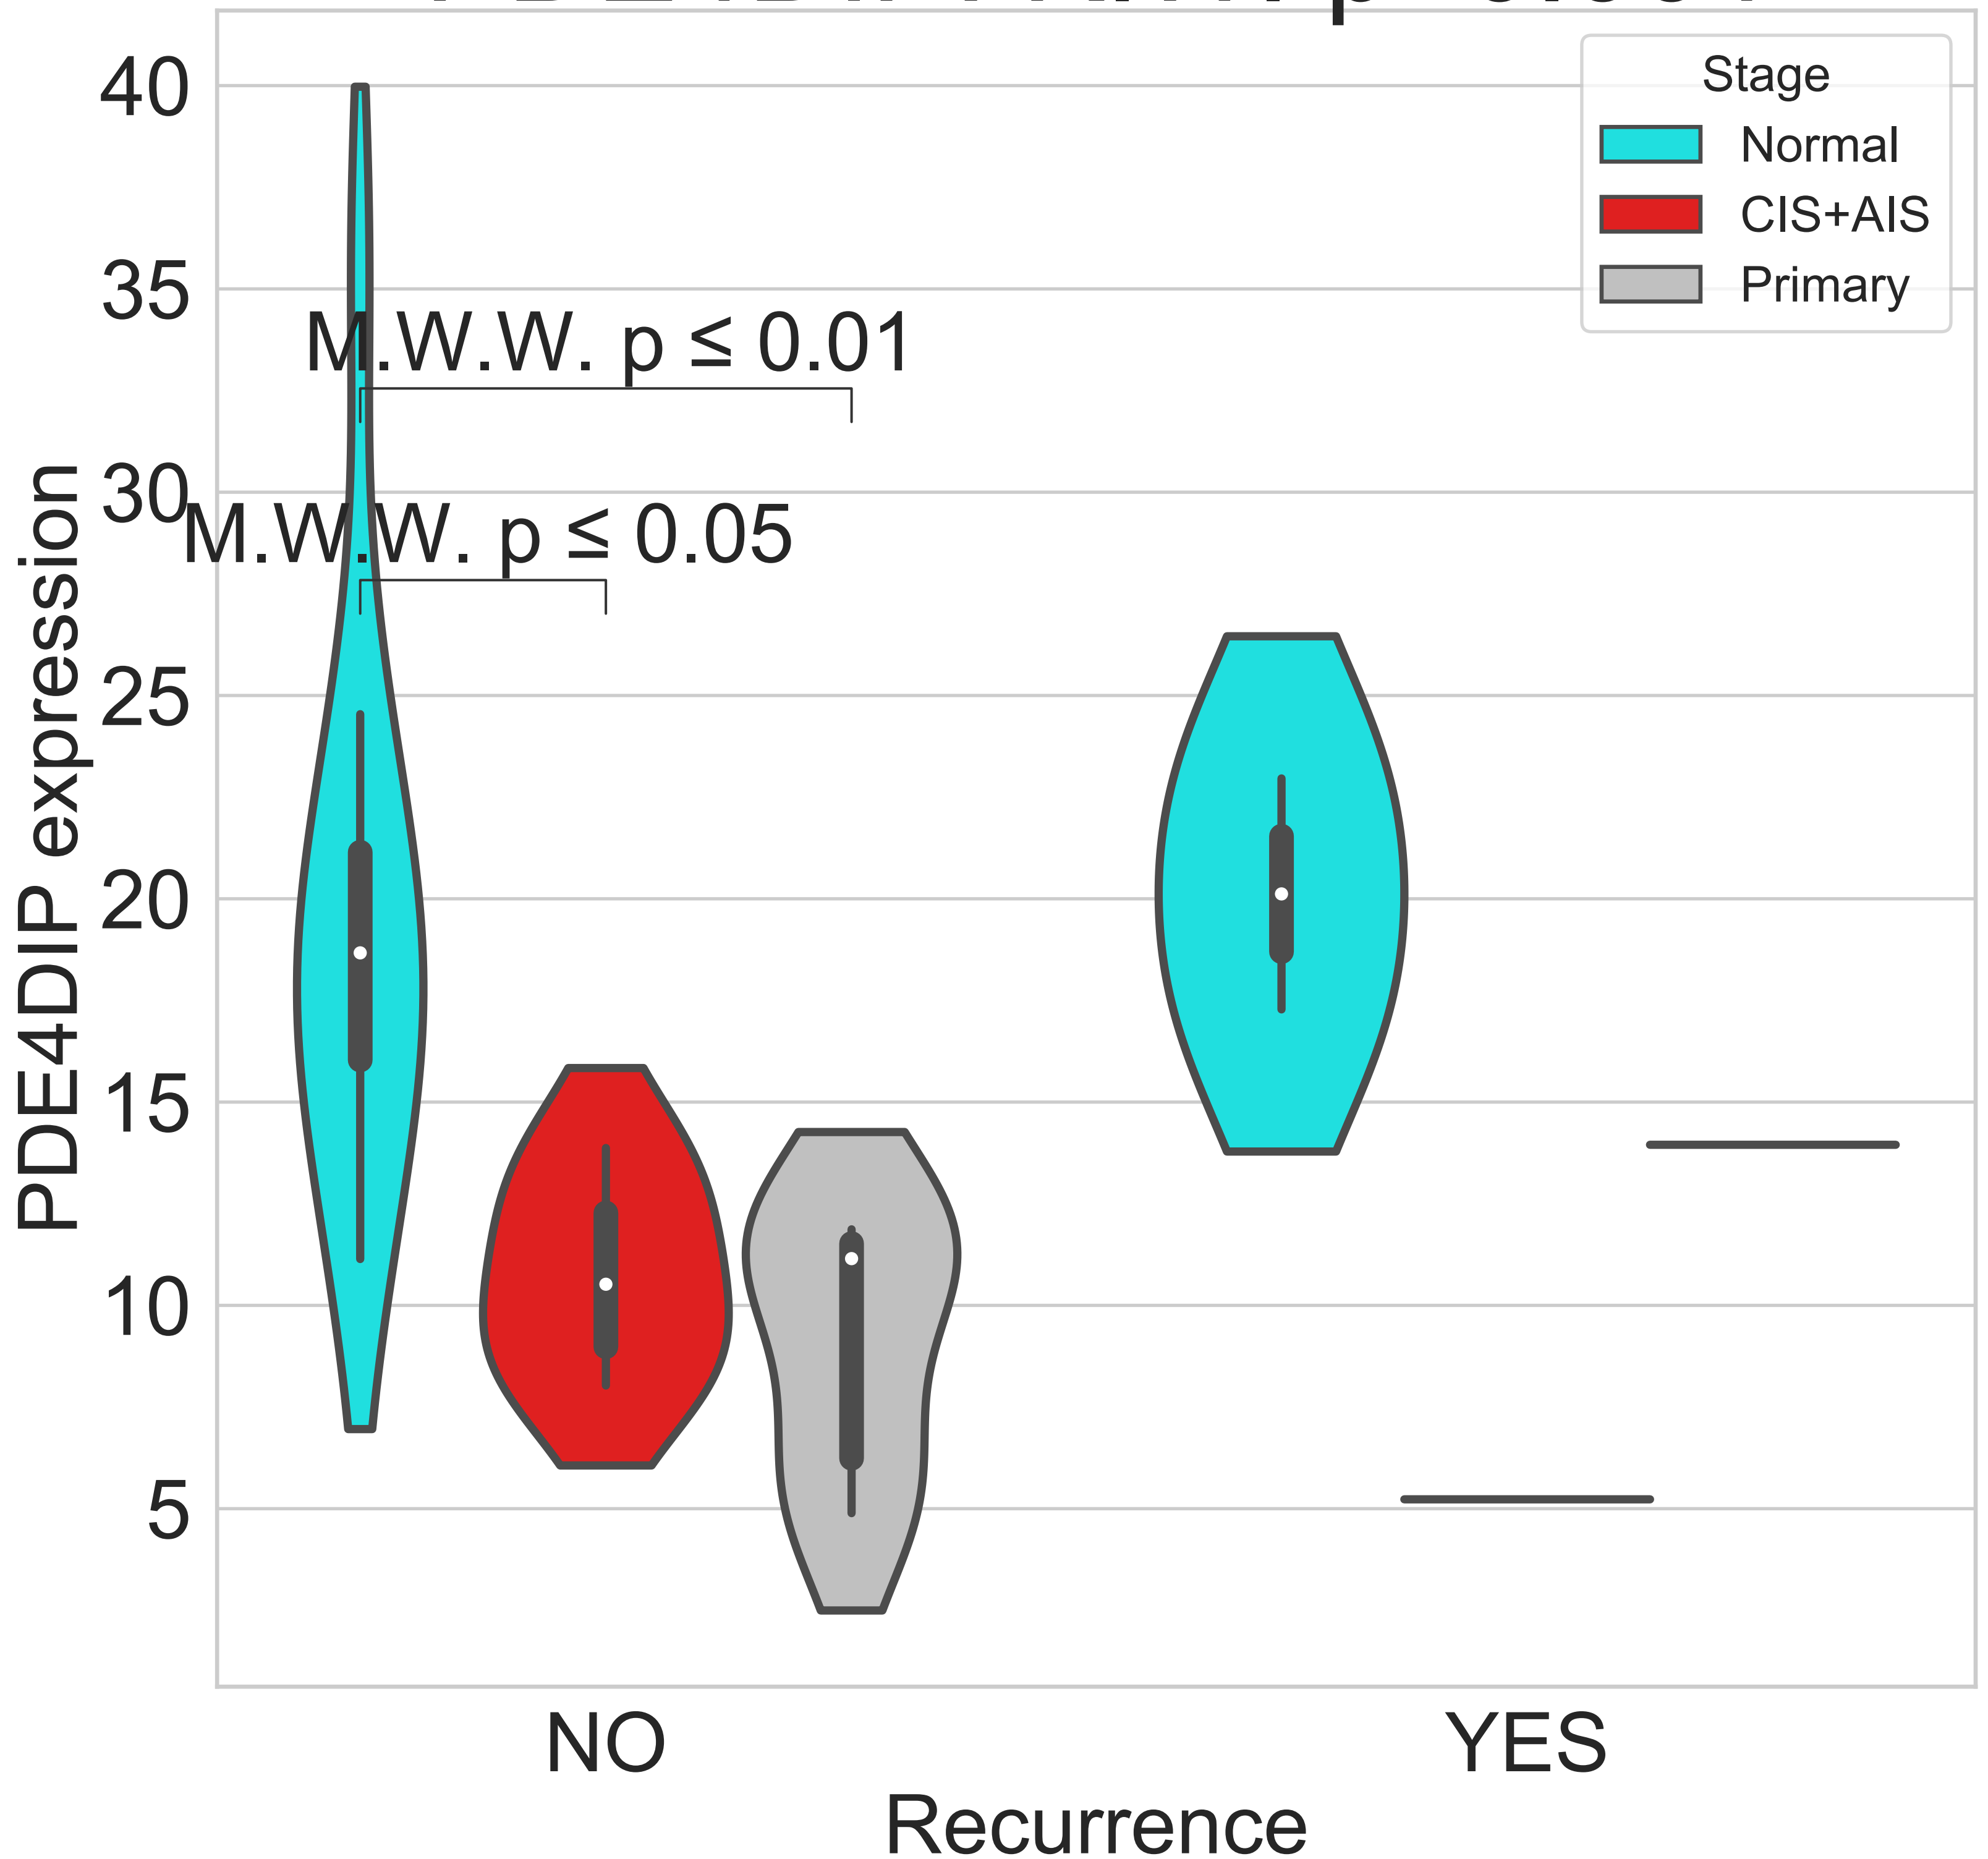 Stage
Normal
CIS+AIS
Primary
40
35
30
25
20
15
10
5
M.W.W. p ≤ 0.01
M.W.W. p ≤ 0.05
PDE4DIP expression
NO
YES
Recurrence